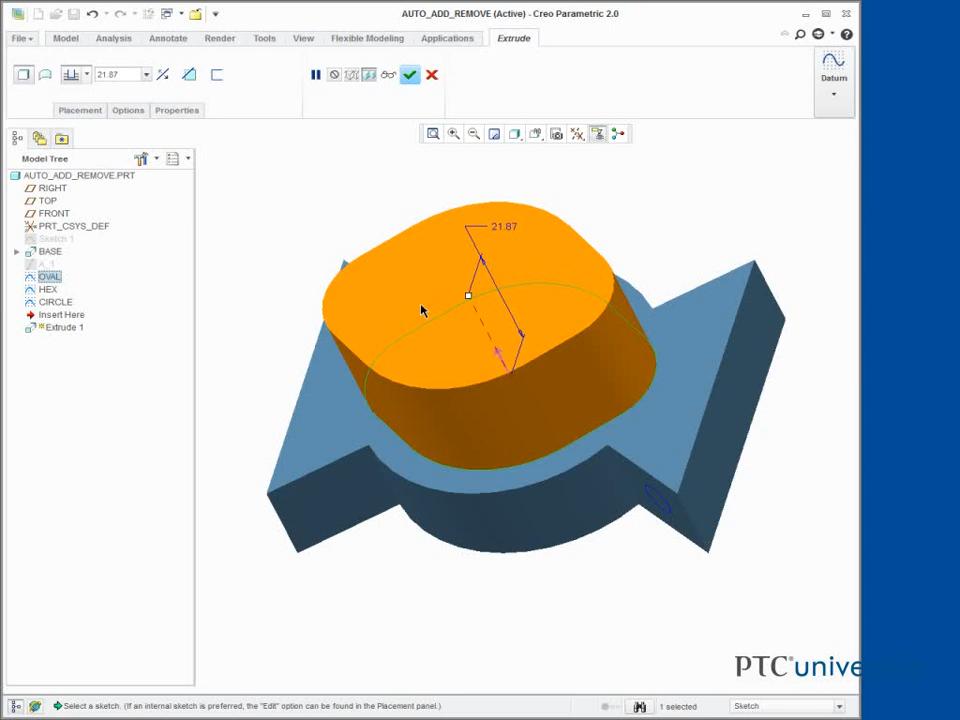 AUTO_ADD_REMOVE (Active) - Creo Parametric 2.0
File Model Analysis Annotate Render Tools View Flexible Modeling Applications Extrude
21.87
Datum
Placement Options Properties
Model Tree
AUTO_ADD_REMOVE.PRT
RIGHT
TOP
FRONT
PRT_CSYS_DEF
Sketch 1
BASE
A_1
OVAL
HEX
CIRCLE
Insert Here
Extrude 1
21.87
PTC
Select a sketch. (If an internal sketch is preferred, the "Edit" option can be found in the Placement panel.)
1 selected
Sketch